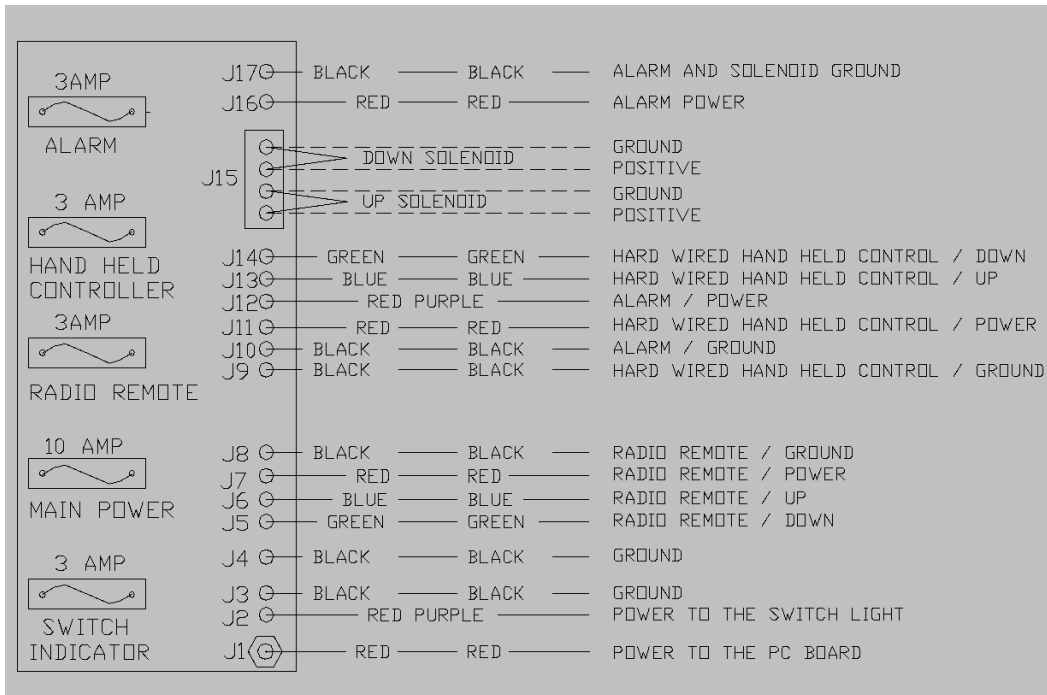 3AMP
ALARM
3 AMP
HAND HELD
CONTROLLER
3AMP
RADIO REMOTE
10 AMP
MAIN POWER
3 AMP
SWITCH
INDICATOR
J17 BLACK BLACK ALARM AND SOLENOID GROUND
J16 RED RED ALARM POWER
J15
DOWN SOLENOID
GROUND
POSITIVE
UP SOLENOID
GROUND
POSITIVE
J14 GREEN GREEN HARD WIRED HAND HELD CONTROL / DOWN
J13 BLUE BLUE HARD WIRED HAND HELD CONTROL / UP
J12 RED PURPLE ALARM / POWER
J11 RED RED HARD WIRED HAND HELD CONTROL / POWER
J10 BLACK BLACK ALARM / GROUND
J9 BLACK BLACK HARD WIRED HAND HELD CONTROL / GROUND
J8 BLACK BLACK RADIO REMOTE / GROUND
J7 RED RED RADIO REMOTE / POWER
J6 BLUE BLUE RADIO REMOTE / UP
J5 GREEN GREEN RADIO REMOTE / DOWN
J4 BLACK BLACK GROUND
J3 BLACK BLACK GROUND
J2 RED PURPLE POWER TO THE SWITCH LIGHT
J1 RED RED POWER TO THE PC BOARD